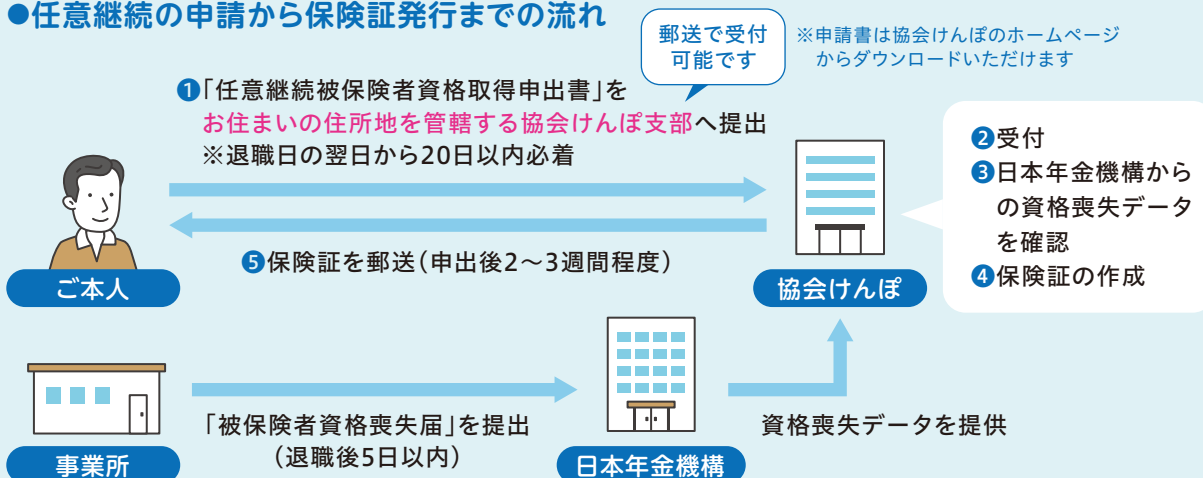 ●任意継続の申請から保険証発行までの流れ
郵送で受付
可能です
※申請書は協会けんぽのホームページ
からダウンロードいただけます
❶「任意継続被保険者資格取得申出書」を
お住まいの住所地を管轄する協会けんぽ支部へ提出
※退職日の翌日から20日以内必着
❷受付
❸日本年金機構から
の資格喪失データ
を確認
❹保険証の作成
❺保険証を郵送(申出後2~3週間程度)
ご本人
協会けんぽ
「被保険者資格喪失届」を提出
(退職後5日以内)
資格喪失データを提供
事業所
日本年金機構